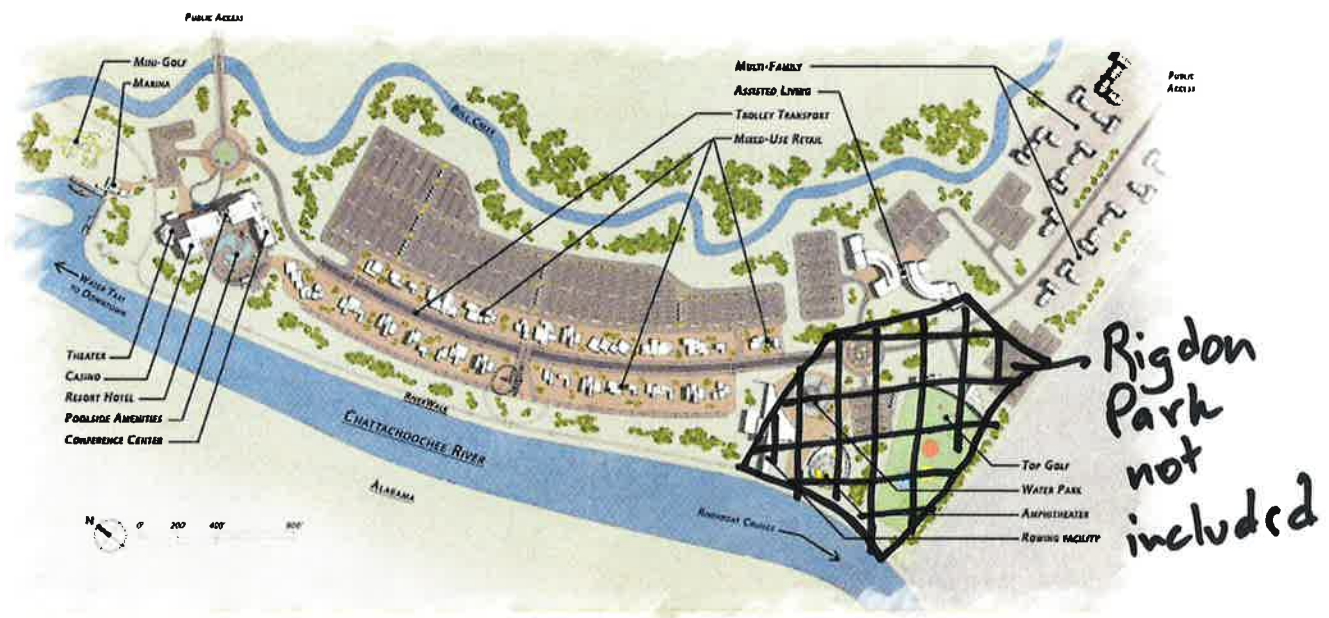 PUBLIC ACCESS
MINI-GOLF
MARINA
BULL CREEK
MULTI-FAMILY
ASSISTED LIVING
TROLLEY TRANSPORT
MIXED-USE RETAIL
PUBLIC
ACCESS
WATER TAXI
TO DOWNTOWN
THEATER
CASINO
RESORT HOTEL
POOLSIDE AMENITIES
CONFERENCE CENTER
RIVERWALK
CHATTACHOOCHEE RIVER
ALABAMA
RIVERBOAT CRUISES
N 0' 200' 400' 800'
TOP GOLF
WATER PARK
AMPHITHEATER
ROWING FACILITY
Rigdon
Park
not
included